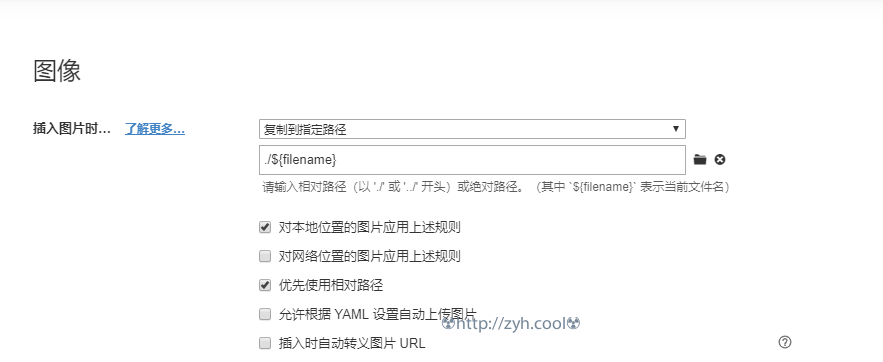 图像
插入图片时... 了解更多... 复制到指定路径
./${filename}
请输入相对路径（以 './' 或 '../' 开头）或绝对路径。（其中 `${filename}` 表示当前文件名）
对本地位置的图片应用上述规则
对网络位置的图片应用上述规则
优先使用相对路径
允许根据 YAML 设置自动上传图片
☢http://zyh.cool☢
插入时自动转义图片 URL